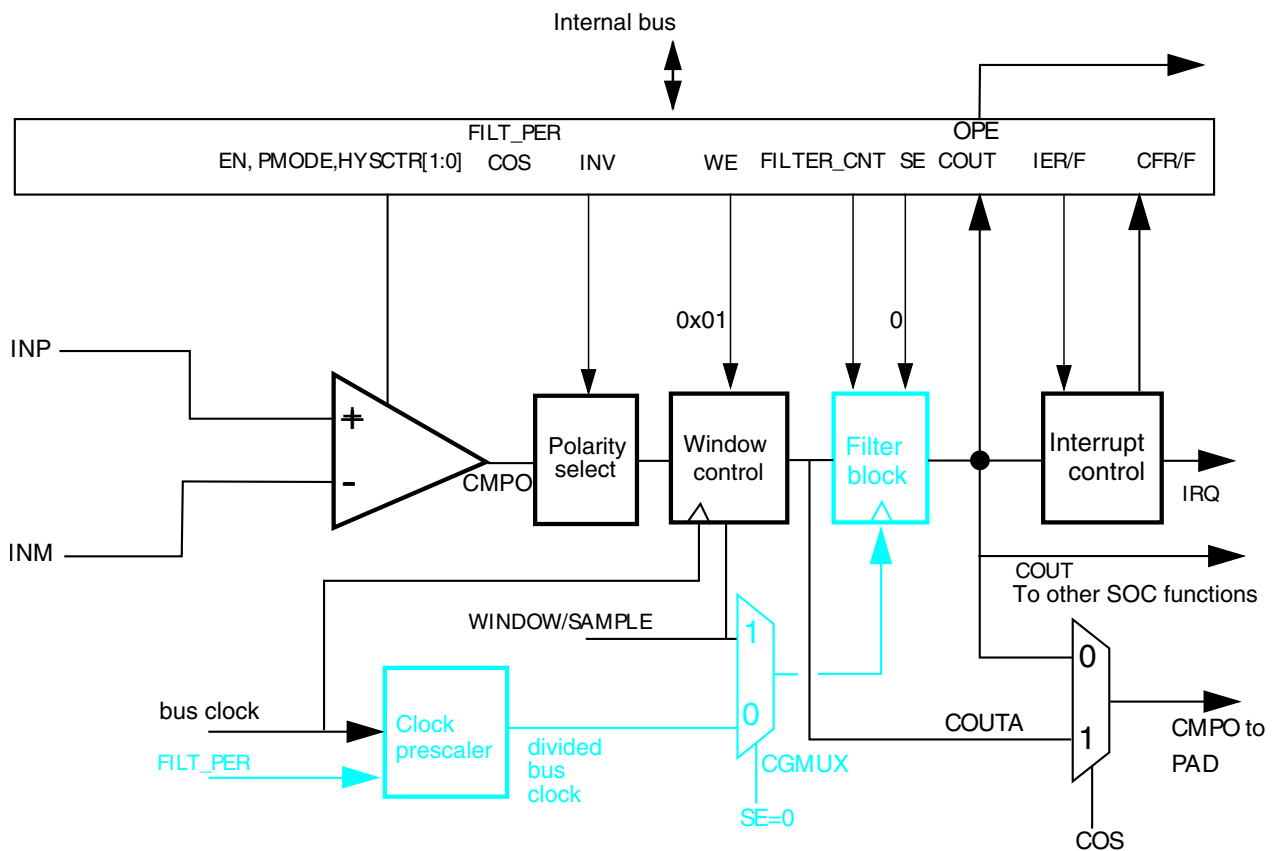 Internal bus
FILT_PER
OPE
EN, PMODE,HYSCTR[1:0]
COS
INV
WE
FILTER_CNT
SE
COUT
IER/F
CFR/F
0x01
0
INP
+
-
INM
CMPO
Polarity
select
Window
control
Filter
block
Interrupt
control
IRQ
COUT
To other SOC functions
WINDOW/SAMPLE
1
0
0
1
bus clock
FILT_PER
Clock
prescaler
divided
bus
clock
CGMUX
SE=0
COUTA
CMPO to
PAD
COS